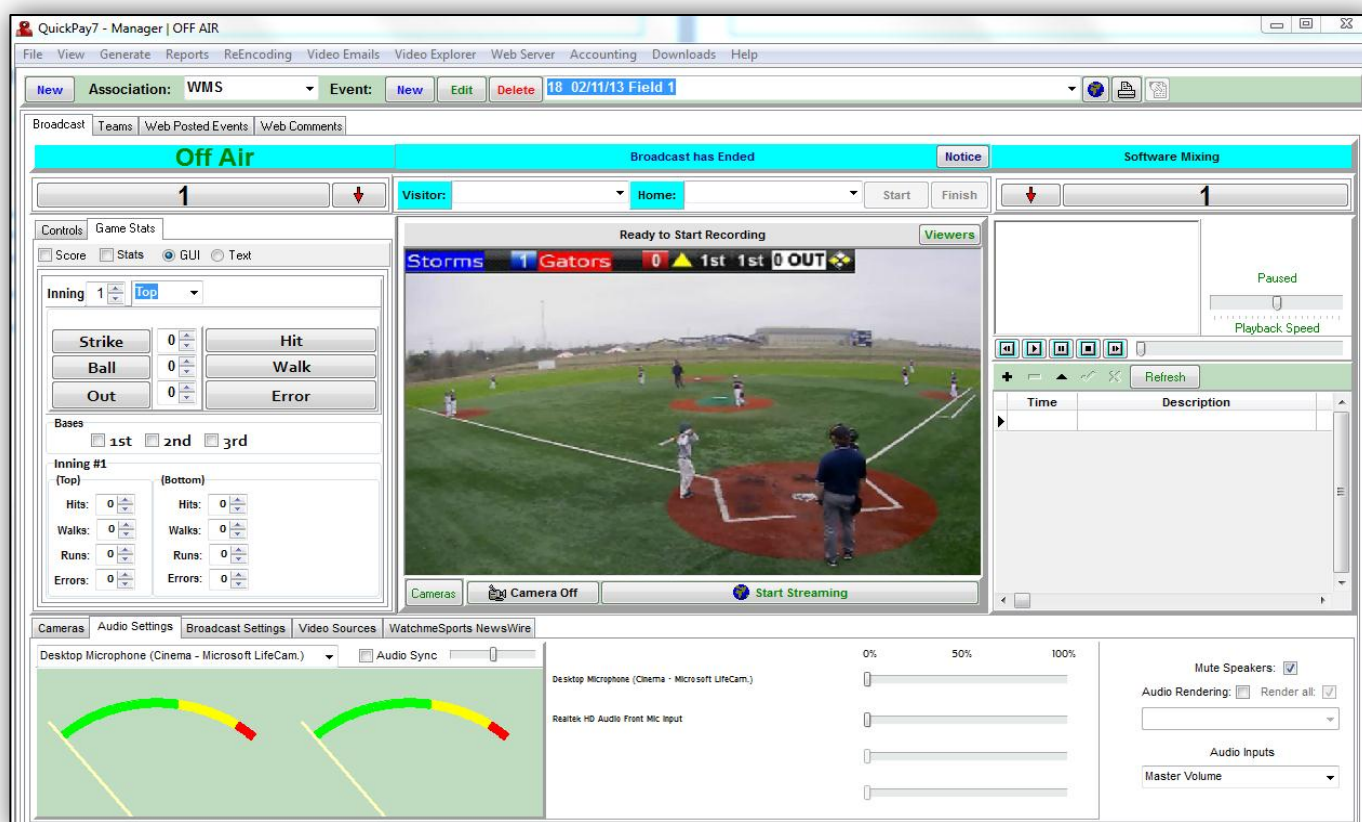 QuickPay7 - Manager | OFF AIR
File View Generate Reports ReEncoding Video Emails Video Explorer Web Server Accounting Downloads Help
New Association: WMS Event: New Edit Delete 18 02/11/13 Field 1
Broadcast Teams Web Posted Events Web Comments
Off Air Broadcast has Ended Notice Software Mixing
1 Visitor: Home: Start Finish 1
Controls Game Stats
Ready to Start Recording Viewers
Score Stats GUI Text
Storms 1 Gators 0 1st 1st 0 OUT
Paused
Inning 1 Top
Playback Speed
Strike 0 Hit
Ball 0 Walk
Out 0 Error
Refresh
Time Description
Bases
1st 2nd 3rd
Inning #1
(Top) (Bottom)
Hits: 0 Hits: 0
Walks: 0 Walks: 0
Runs: 0 Runs: 0
Errors: 0 Errors: 0
Cameras Camera Off Start Streaming
Cameras Audio Settings Broadcast Settings Video Sources WatchmeSports NewsWire
Desktop Microphone (Cinema - Microsoft LifeCam.) Audio Sync
0% 50% 100%
Desktop Microphone (Cinema - Microsoft LifeCam.)
Realtek HD Audio Front Mic Input
Mute Speakers:
Audio Rendering: Render all:
Audio Inputs
Master Volume